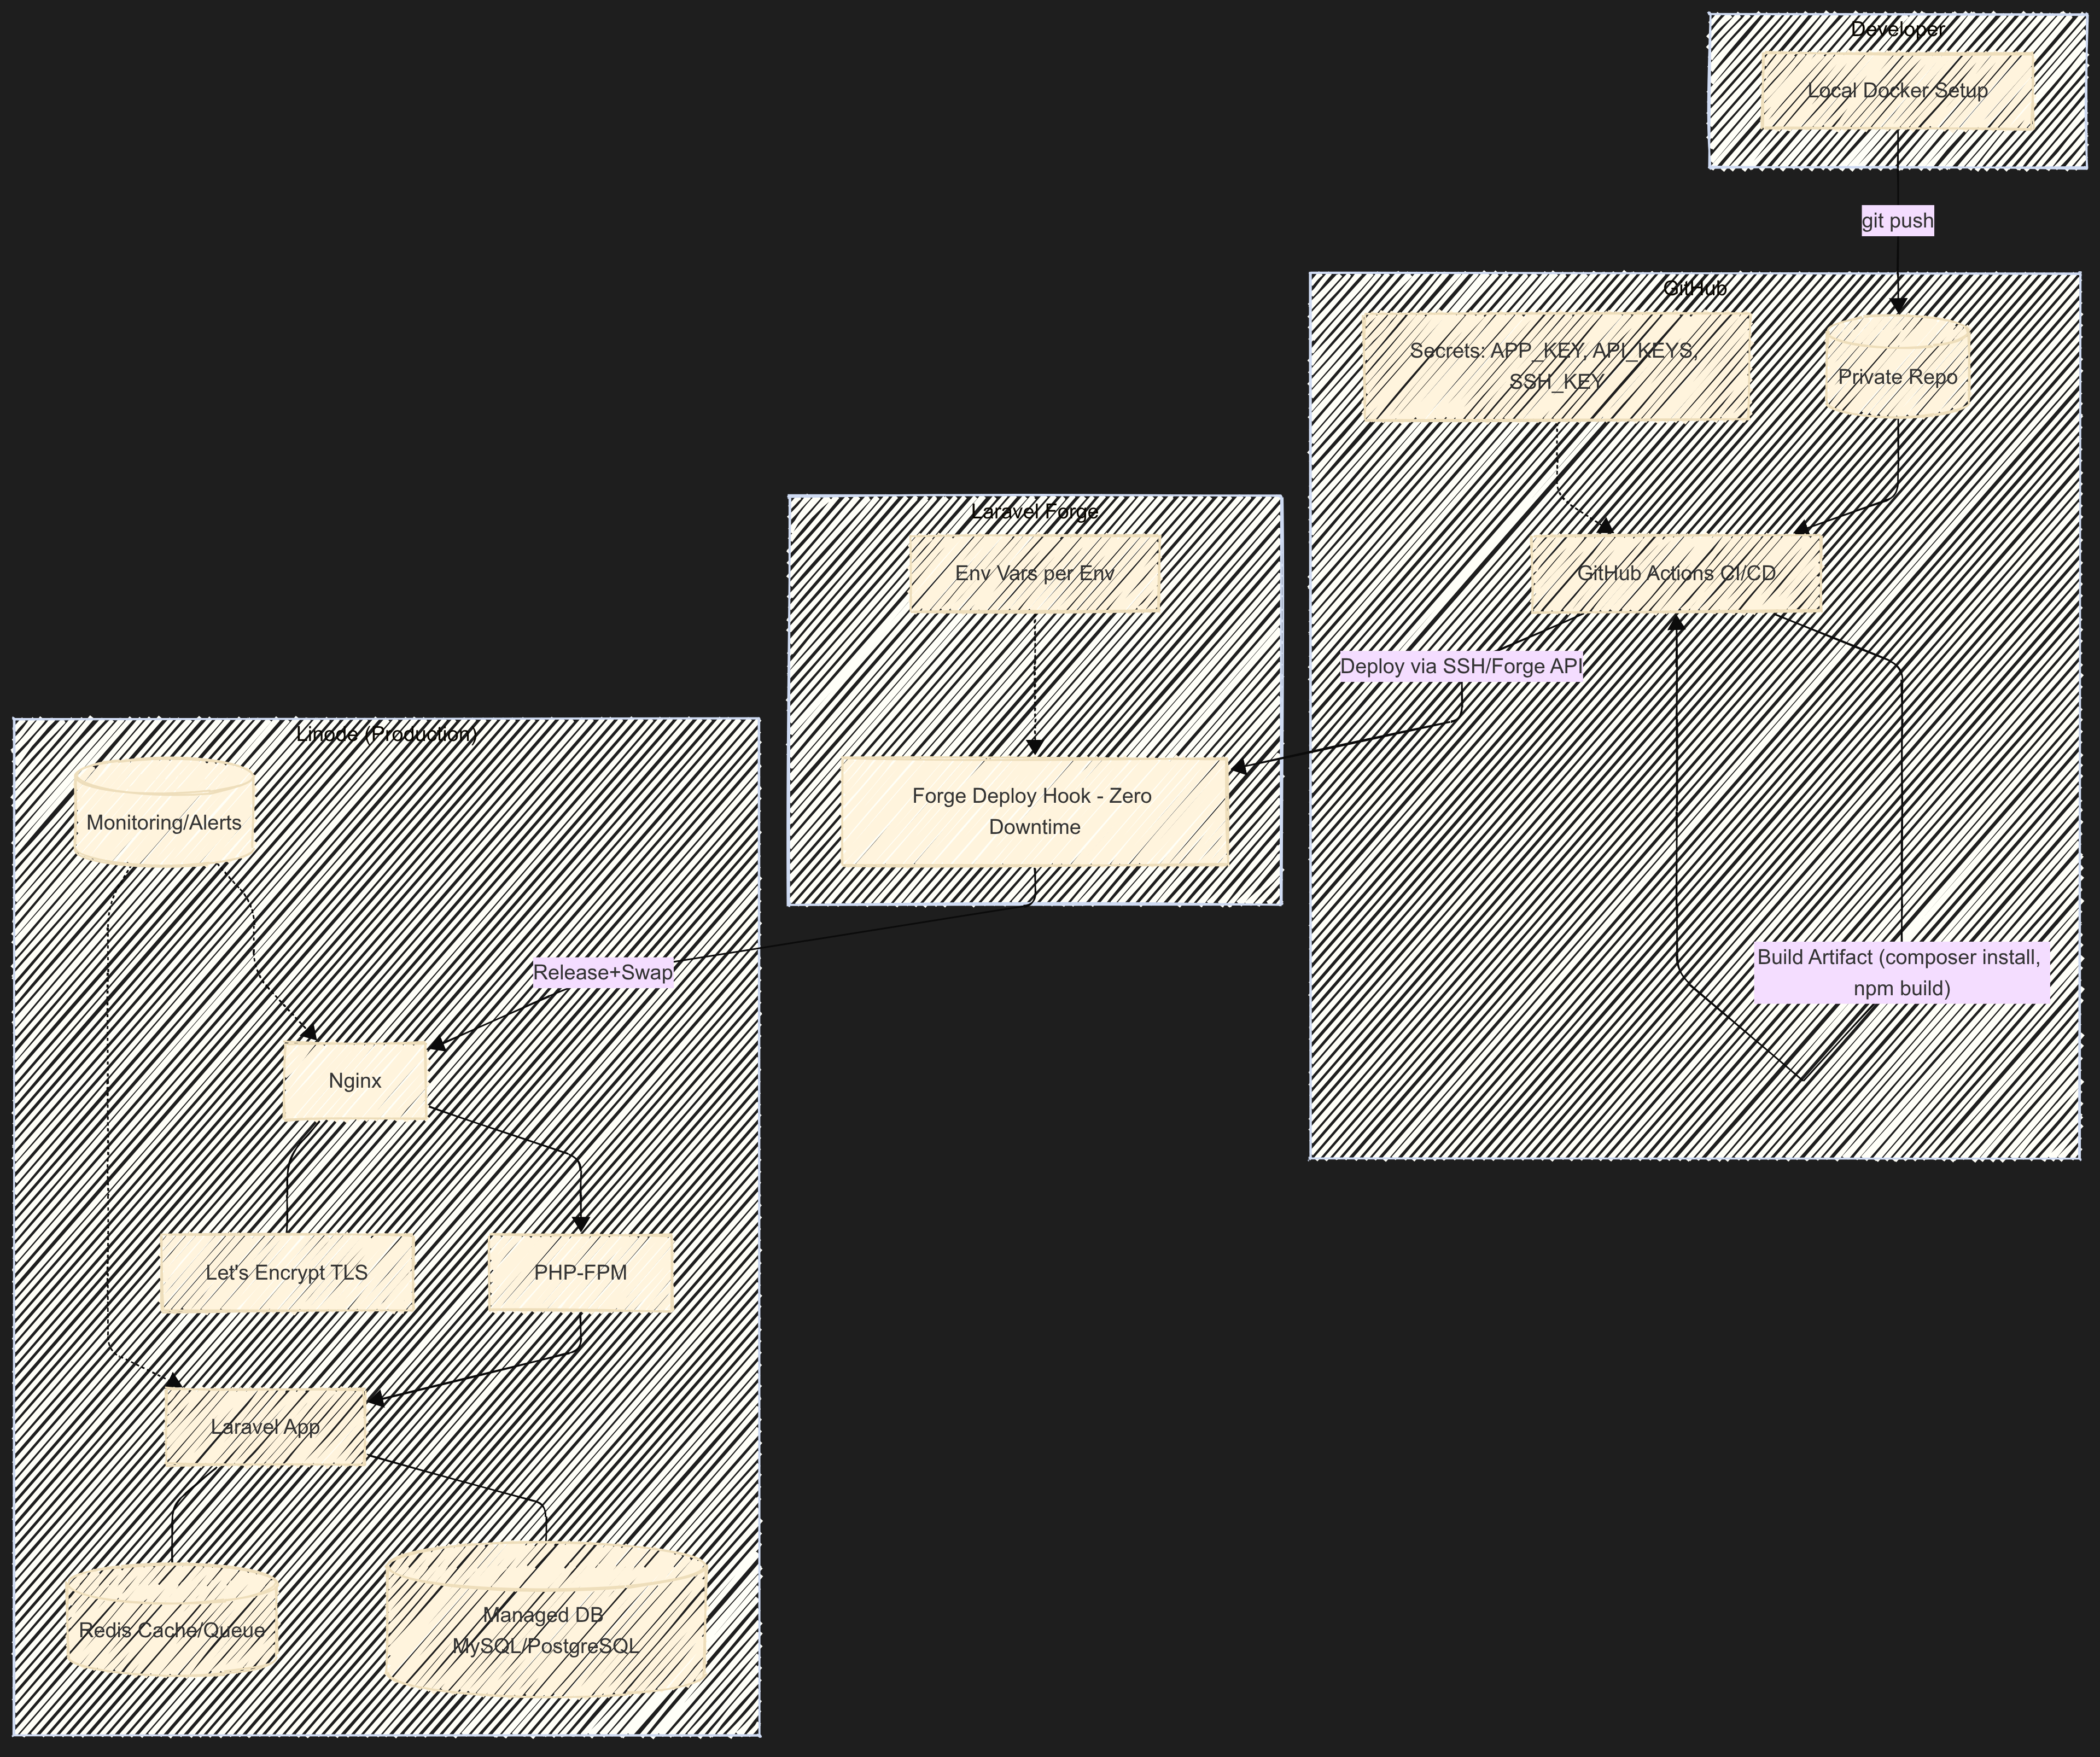 Developer
Local Docker Setup
git push
GitHub
Secrets: APP_KEY, API_KEYS,
SSH_KEY
Private Repo
Laravel Forge
Env Vars per Env
GitHub Actions CI/CD
Deploy via SSH/Forge API
Linode (Production)
Monitoring/Alerts
Forge Deploy Hook - Zero
Downtime
Release+Swap
Build Artifact (composer install,
npm build)
Nginx
Let's Encrypt TLS
PHP-FPM
Laravel App
Redis Cache/Queue
Managed DB
MySQL/PostgreSQL